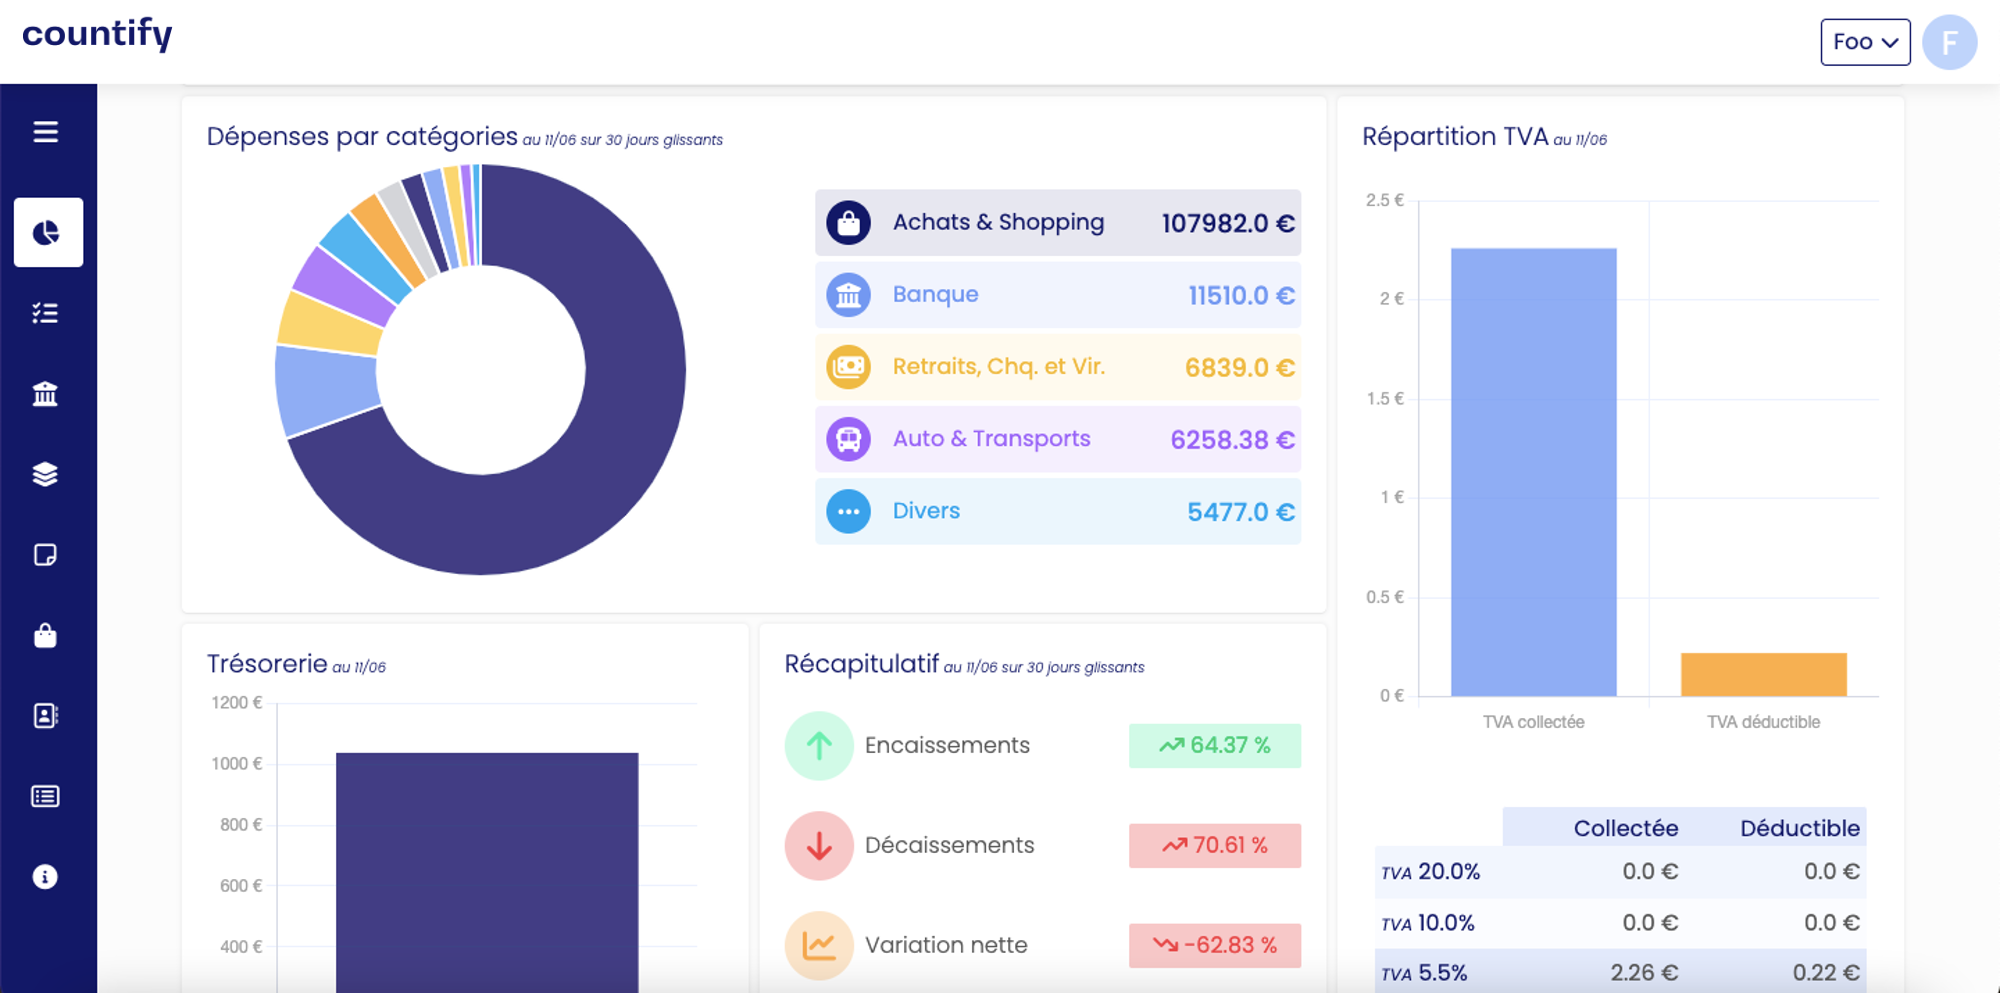 countify
Foo
F
Dépenses par catégories au 11/06 sur 30 jours glissants
Achats & Shopping 107982.0 €
Banque 11510.0 €
Retraits, Chq. et Vir. 6839.0 €
Auto & Transports 6258.38 €
Divers 5477.0 €
Répartition TVA au 11/06
2.5 €
2 €
1.5 €
1 €
0.5 €
0 €
TVA collectée TVA déductible
Collectée Déductible
TVA 20.0% 0.0 € 0.0 €
TVA 10.0% 0.0 € 0.0 €
TVA 5.5% 2.26 € 0.22 €
Trésorerie au 11/06
1200 €
1000 €
800 €
600 €
400 €
Récapitulatif au 11/06 sur 30 jours glissants
Encaissements 64.37 %
Décaissements 70.61 %
Variation nette -62.83 %